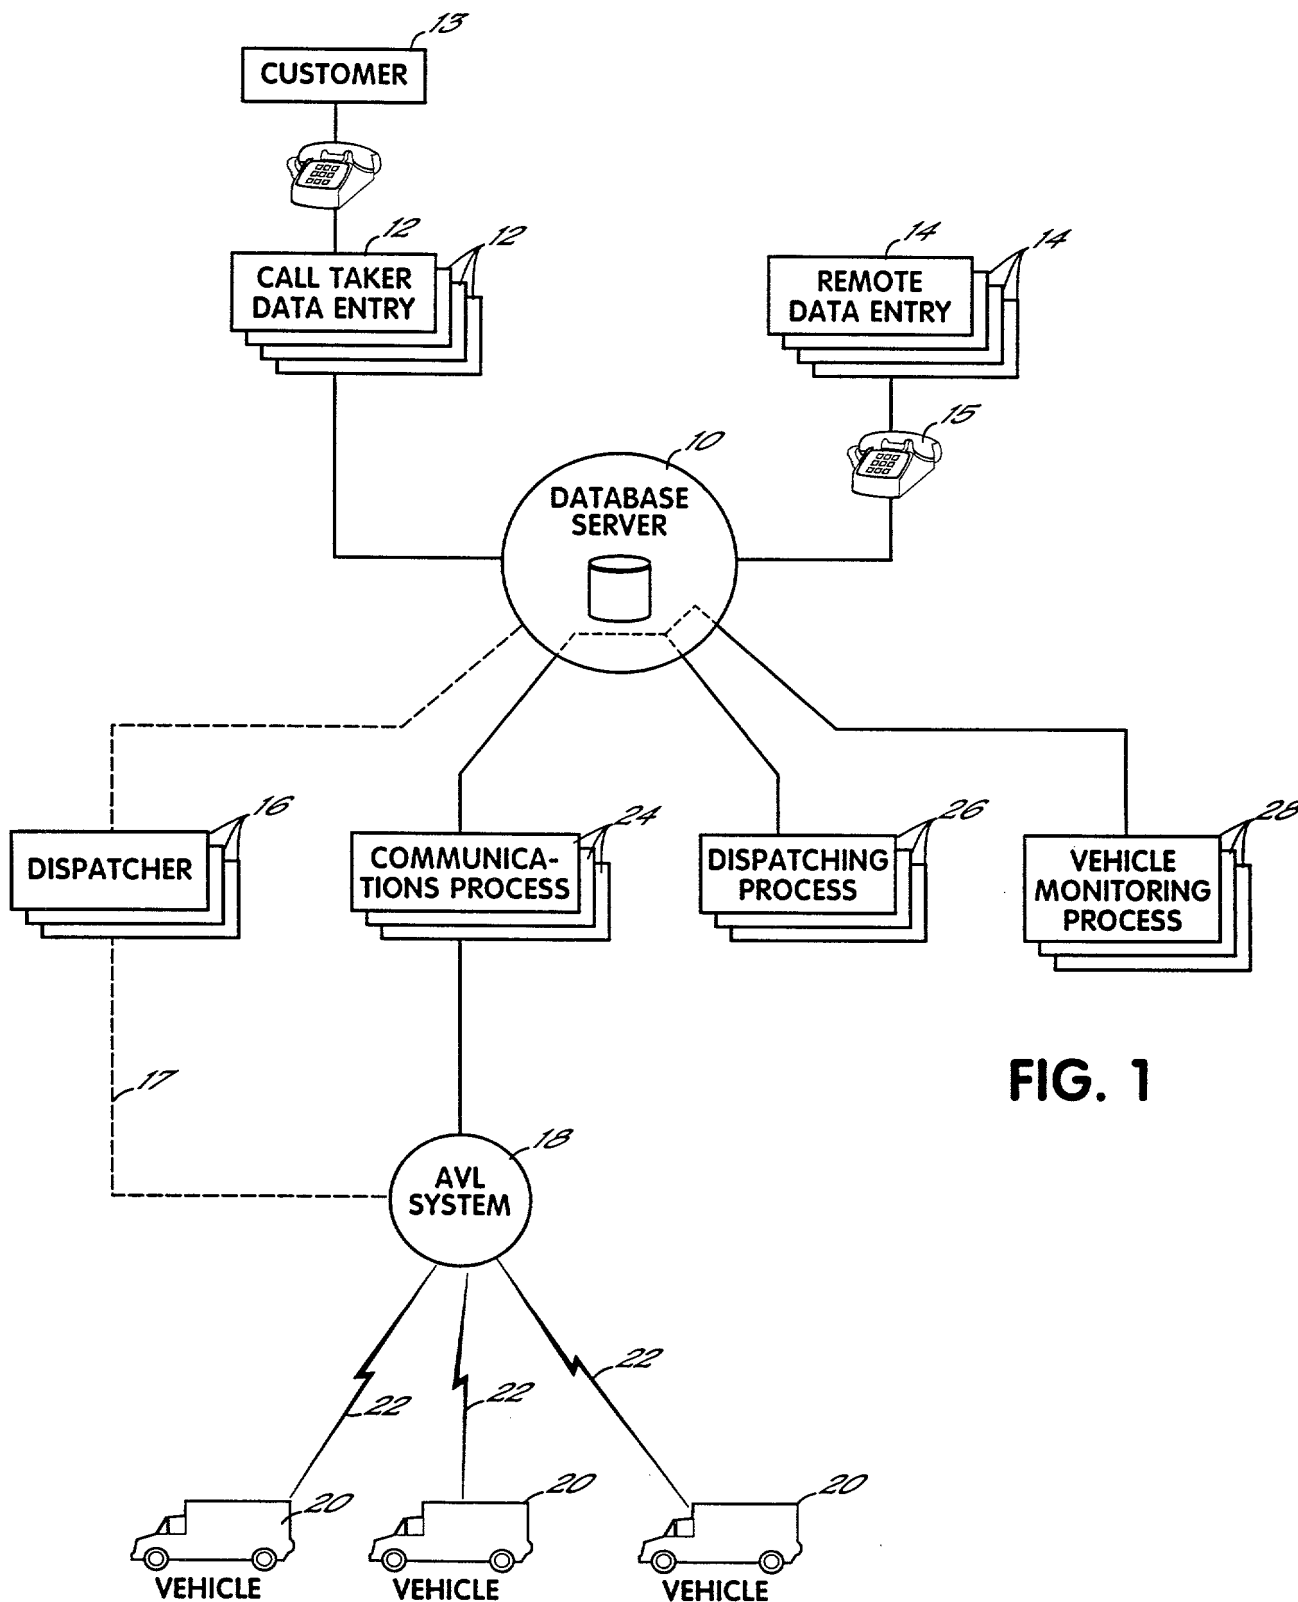 13
CUSTOMER
12
12
CALL TAKER
DATA ENTRY
14
14
REMOTE
DATA ENTRY
15
10
DATABASE
SERVER
16
DISPATCHER
24
COMMUNICA-
TIONS PROCESS
26
DISPATCHING
PROCESS
28
VEHICLE
MONITORING
PROCESS
17
FIG. 1
18
AVL
SYSTEM
22
22
22
20
VEHICLE
20
VEHICLE
20
VEHICLE